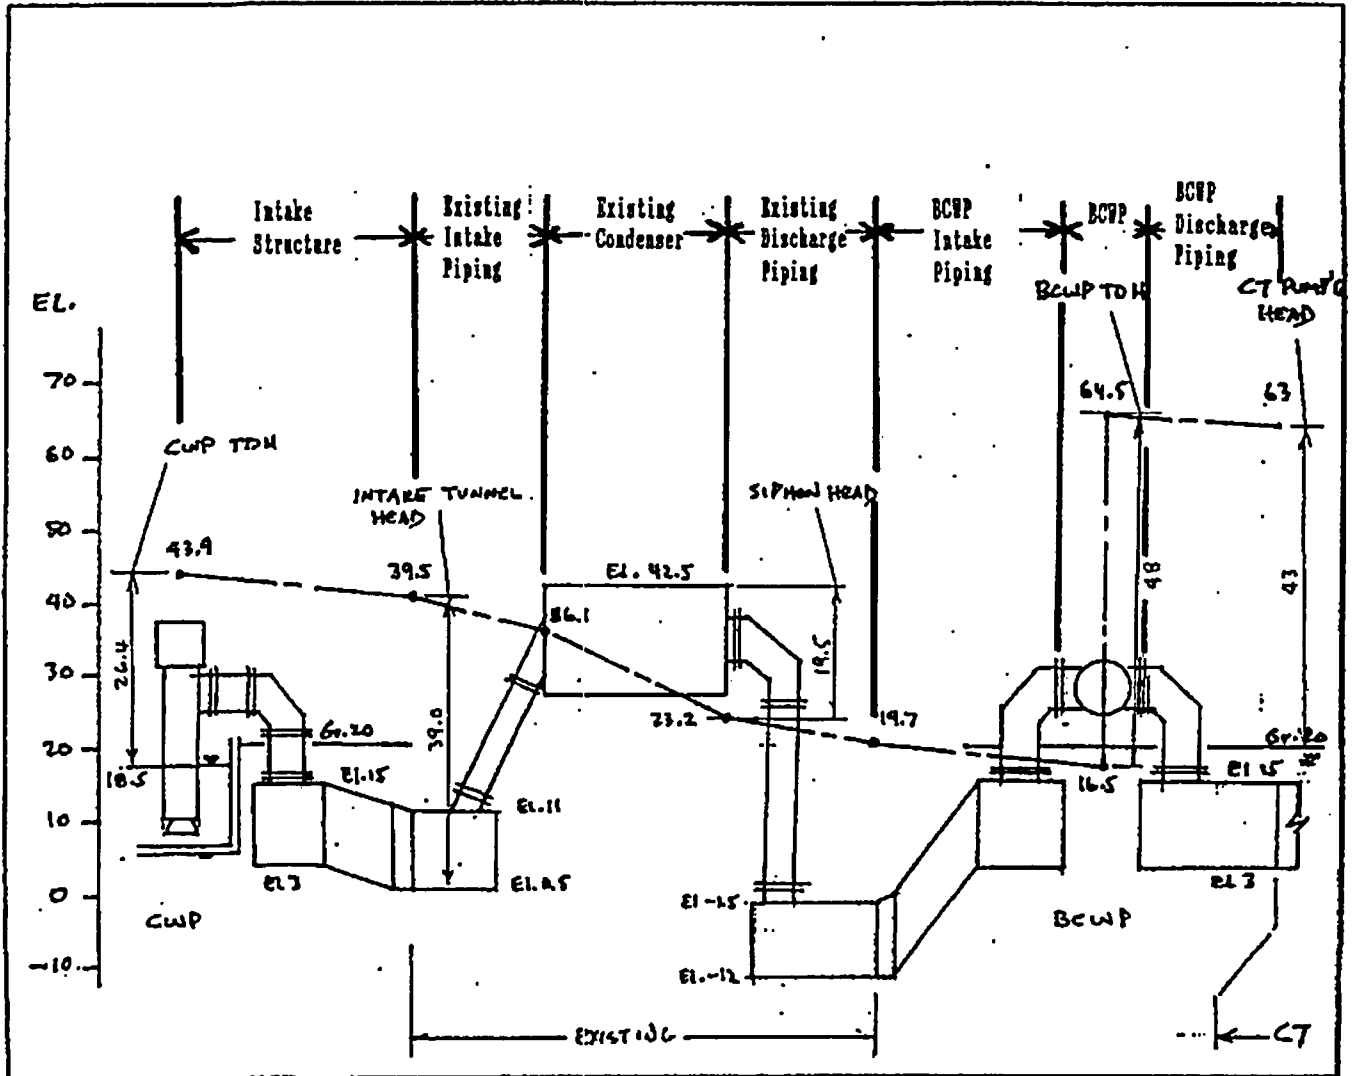 Intake
Structure
Existing
Intake
Piping
Existing
Condenser
Existing
Discharge
Piping
BCWP
Intake
Piping
BCWP
BCWP
Discharge
Piping
EL.
70
60
50
40
30
20
10
0
-10
CWP TDH
INTAKE TUNNEL
HEAD
SIPHON HEAD
BCWP TDH
CT PUMP'G
HEAD
43.9
39.5
36.1
23.2
19.7
16.5
64.5
63
26.4
39.0
19.5
48
43
EL. 42.5
18.5
Gr. 20
El. 15
El 3
EL. 11
EL. 0.5
El -1.5
El. -12
Gr. 20
El 15
EL 3
CWP
BCWP
EXISTING
CT